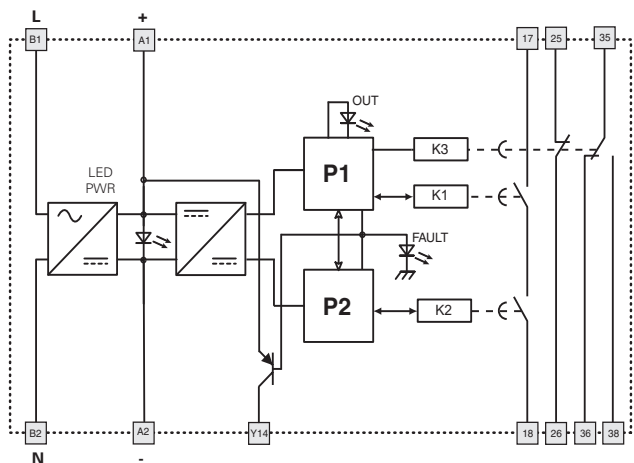 L +
B1 A1 17 25 35
OUT
LED
PWR
P1
K3
K1
FAULT
P2
K2
B2 A2 Y14 18 26 36 38
N -